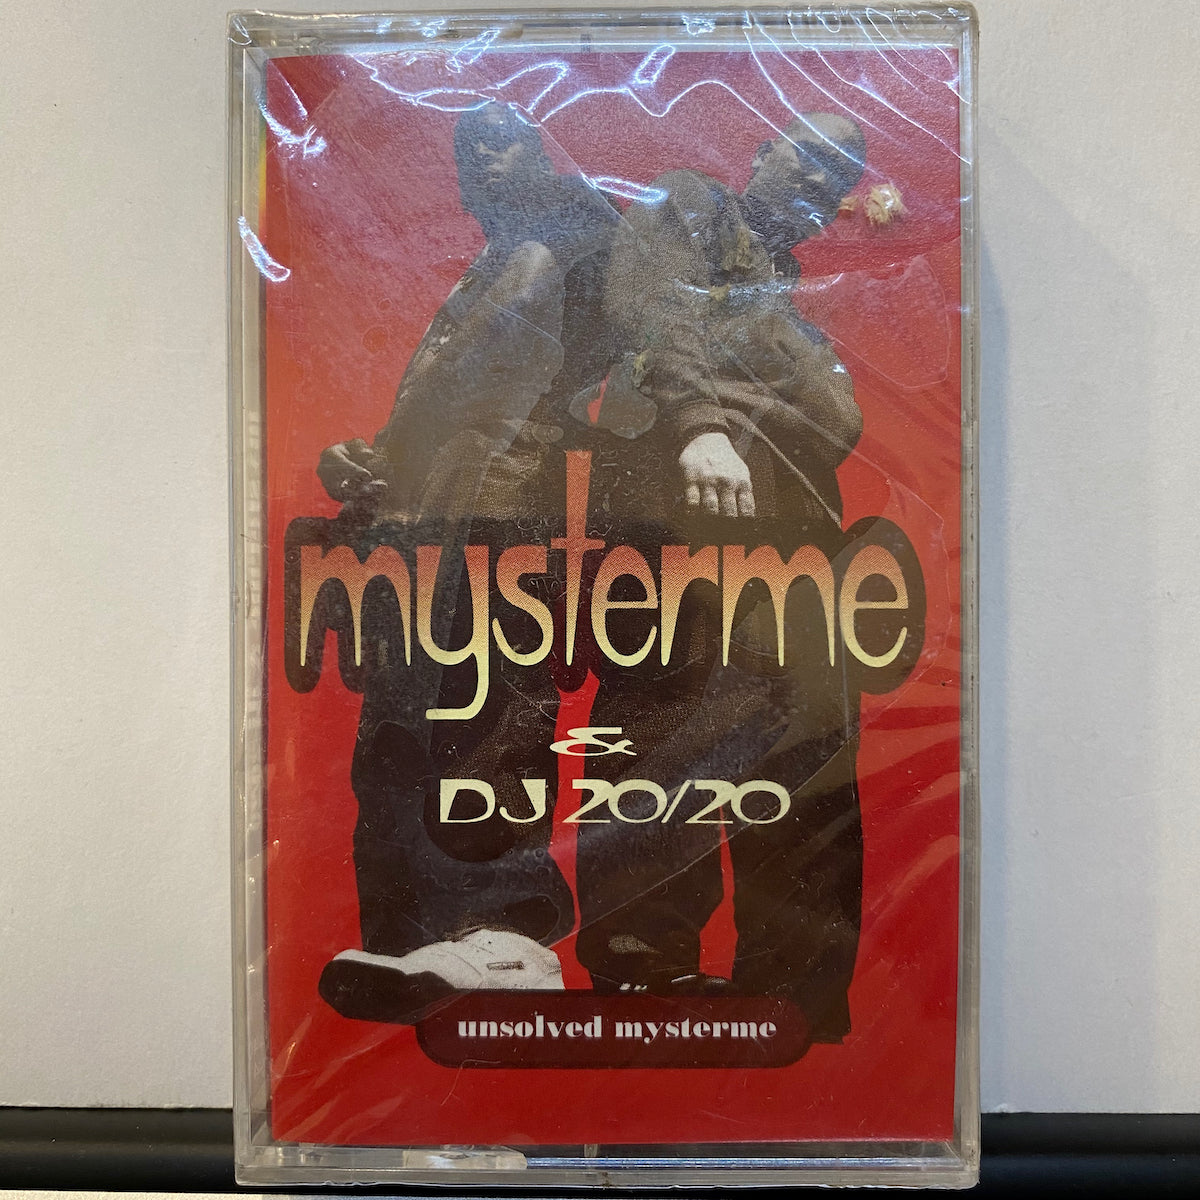 mysterme
&
DJ 20/20
unsolved mysterme